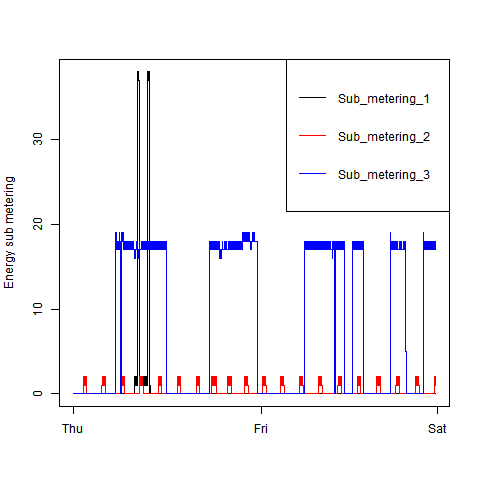 Sub_metering_1
Sub_metering_2
Sub_metering_3
Energy sub metering
30
20
10
0
Thu
Fri
Sat